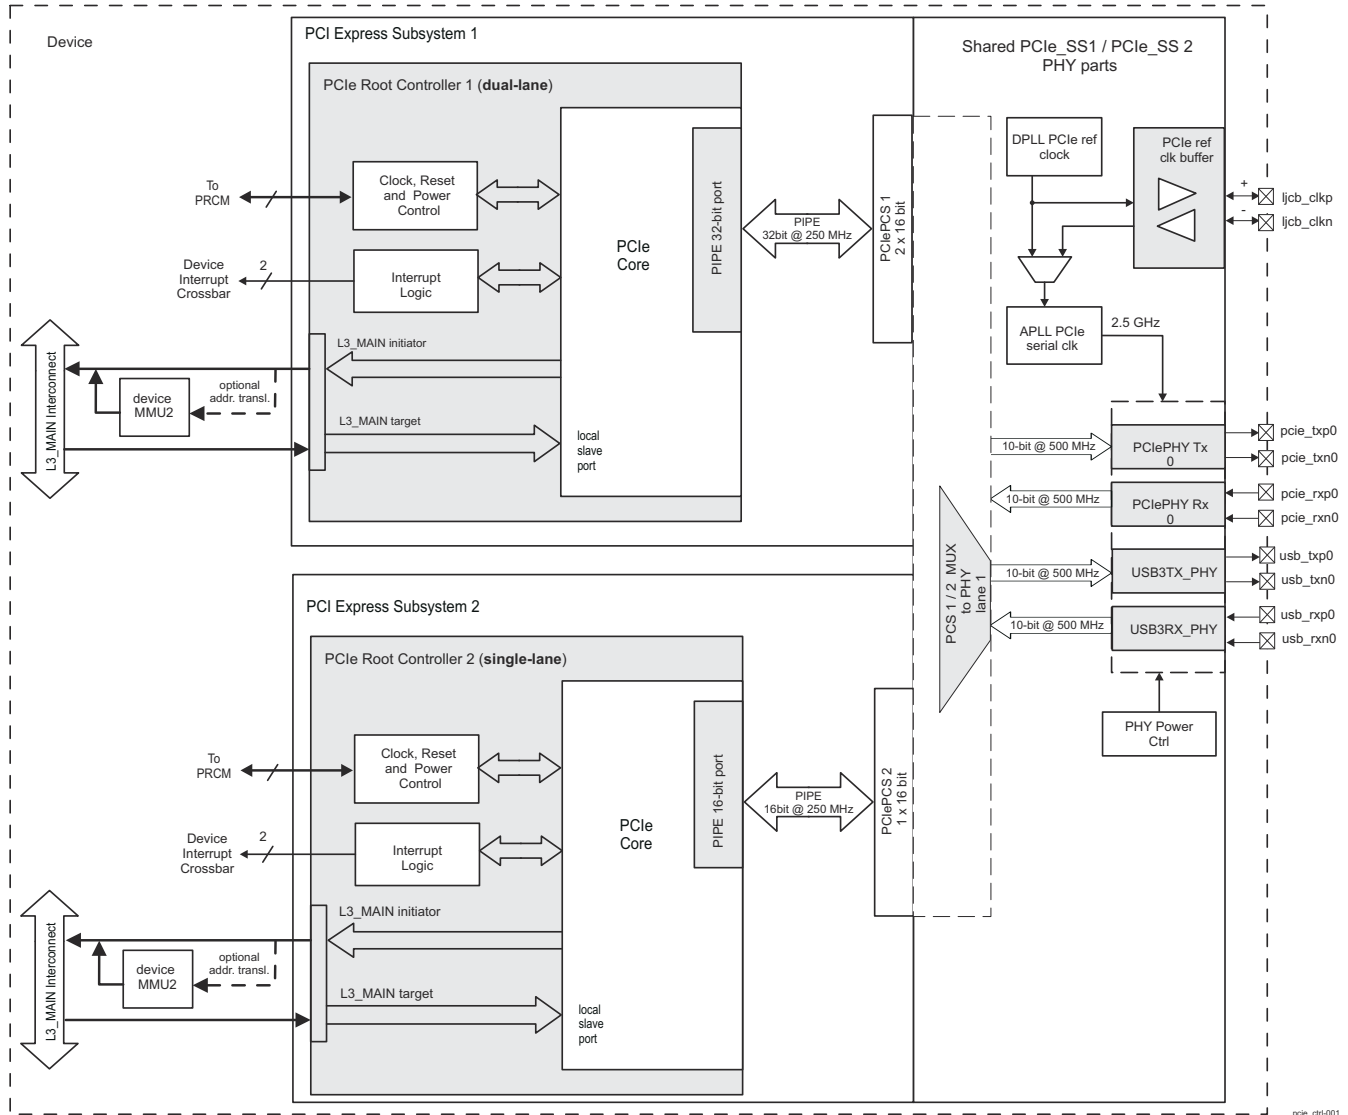 Device
PCI Express Subsystem 1
PCIe Root Controller 1 (dual-lane)
To
PRCM
Clock, Reset
and Power
Control
Device
Interrupt
Crossbar
2
Interrupt
Logic
PCIe
Core
PIPE 32-bit port
PIPE
32bit @ 250 MHz
PCIePCS 1
2 x 16 bit
L3_MAIN Interconnect
device
MMU2
optional
addr. transl.
L3_MAIN initiator
L3_MAIN target
local
slave
port
Shared PCIe_SS1 / PCIe_SS 2
PHY parts
DPLL PCIe ref
clock
PCIe ref
clk buffer
+
-
ljcb_clkp
ljcb_clkn
APLL PCIe
serial clk
2.5 GHz
10-bit @ 500 MHz
PCIePHY Tx
0
pcie_txp0
pcie_txn0
10-bit @ 500 MHz
PCIePHY Rx
0
pcie_rxp0
pcie_rxn0
PCS 1 / 2 MUX
to PHY
lane 1
10-bit @ 500 MHz
USB3TX_PHY
usb_txp0
usb_txn0
10-bit @ 500 MHz
USB3RX_PHY
usb_rxp0
usb_rxn0
PHY Power
Ctrl
PCI Express Subsystem 2
PCIe Root Controller 2 (single-lane)
To
PRCM
Clock, Reset
and Power
Control
Device
Interrupt
Crossbar
2
Interrupt
Logic
PCIe
Core
PIPE 16-bit port
PIPE
16bit @ 250 MHz
PCIePCS 2
1 x 16 bit
L3_MAIN Interconnect
device
MMU2
optional
addr. transl.
L3_MAIN initiator
L3_MAIN target
local
slave
port
pcie_ctrl-001